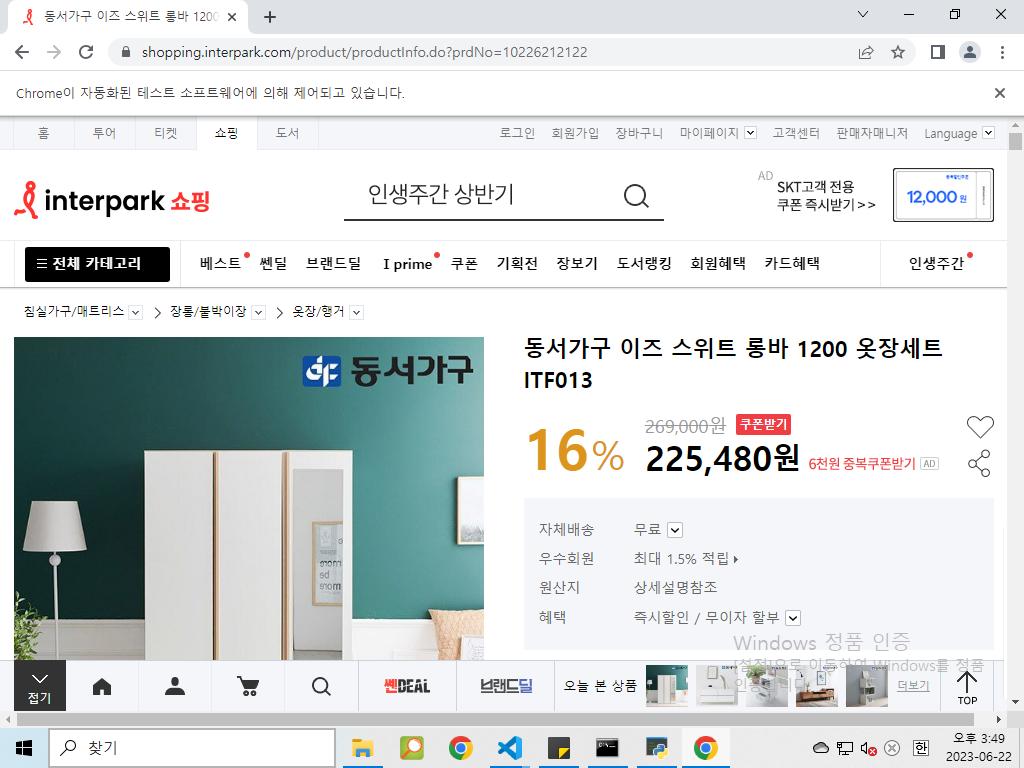 동서가구 이즈 스위트 롱바 1200
shopping.interpark.com/product/productInfo.do?prdNo=10226212122
Chrome이 자동화된 테스트 소프트웨어에 의해 제어되고 있습니다.
홈 투어 티켓 쇼핑 도서 로그인 회원가입 장바구니 마이페이지 고객센터 판매자매니저 Language
interpark 쇼핑
인생주간 상반기
AD
SKT고객 전용
쿠폰 즉시받기 >>
12,000 원
전체 카테고리 베스트 쎈딜 브랜드딜 I prime 쿠폰 기획전 장보기 도서랭킹 회원혜택 카드혜택 인생주간
침실가구/매트리스 > 장롱/붙박이장 > 옷장/행거
동서가구
동서가구 이즈 스위트 롱바 1200 옷장세트
ITF013
16%
269,000원 쿠폰받기
225,480원 6천원 중복쿠폰받기 AD
자체배송 무료
우수회원 최대 1.5% 적립
원산지 상세설명참조
혜택 즉시할인 / 무이자 할부
Windows 정품 인증
[설정]으로 이동하여 Windows를 정품
인증합니다.
접기
쎈DEAL
브랜드딜
오늘 본 상품
더보기
TOP
찾기
한
오후 3:49
2023-06-22